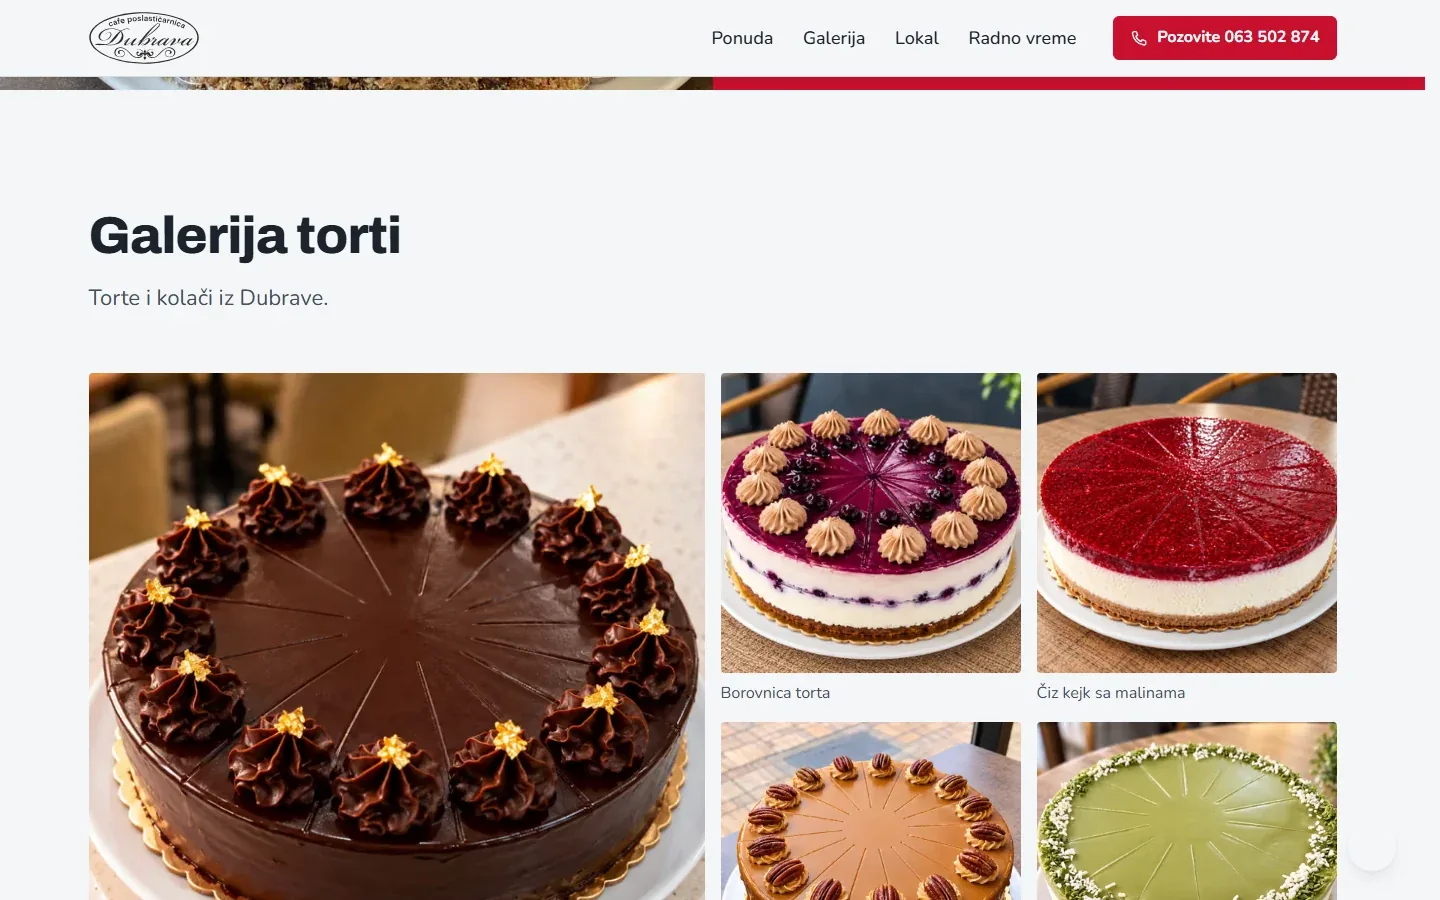 cafe poslastičarnica
Dubrava
Ponuda
Galerija
Lokal
Radno vreme
Pozovite 063 502 874
Galerija torti
Torte i kolači iz Dubrave.
Borovnica torta
Čiz kejk sa malinama